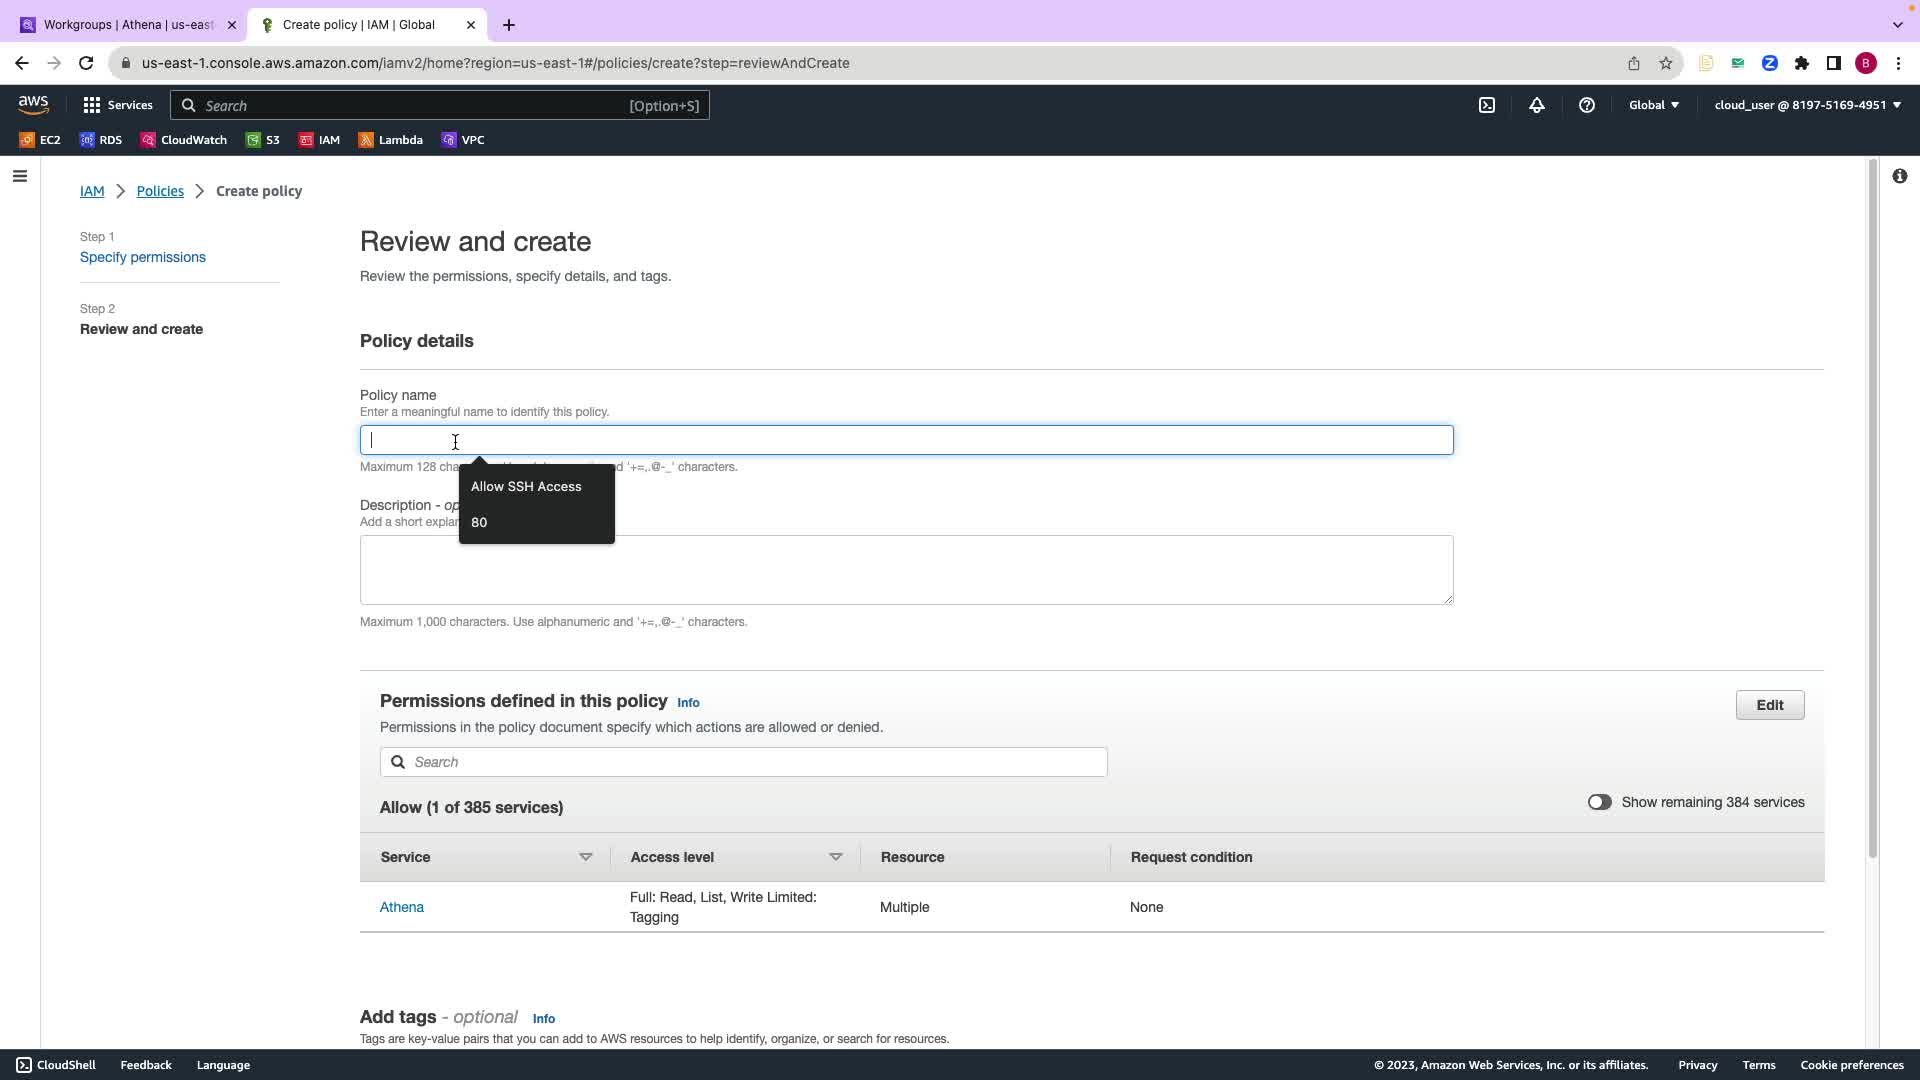 Workgroups | Athena | us-east
Create policy | IAM | Global
us-east-1.console.aws.amazon.com/iamv2/home?region=us-east-1#/policies/create?step=reviewAndCreate
B
aws
Services
Search
[Option+S]
Global
cloud_user @ 8197-5169-4951
EC2
RDS
CloudWatch
S3
IAM
Lambda
VPC
IAM > Policies > Create policy
Step 1
Specify permissions
Step 2
Review and create
Review and create
Review the permissions, specify details, and tags.
Policy details
Policy name
Enter a meaningful name to identify this policy.
Maximum 128 '+=,.@-_' characters.
Allow SSH Access
80
Description -
Add a short
Maximum 1,000 characters. Use alphanumeric and '+=,.@-_' characters.
Permissions defined in this policy Info
Edit
Permissions in the policy document specify which actions are allowed or denied.
Search
Allow (1 of 385 services)
Show remaining 384 services
Service
Access level
Resource
Request condition
Athena
Full: Read, List, Write Limited:
Tagging
Multiple
None
Add tags - optional Info
Tags are key-value pairs that you can add to AWS resources to help identify, organize, or search for resources.
CloudShell
Feedback
Language
© 2023, Amazon Web Services, Inc. or its affiliates.
Privacy
Terms
Cookie preferences